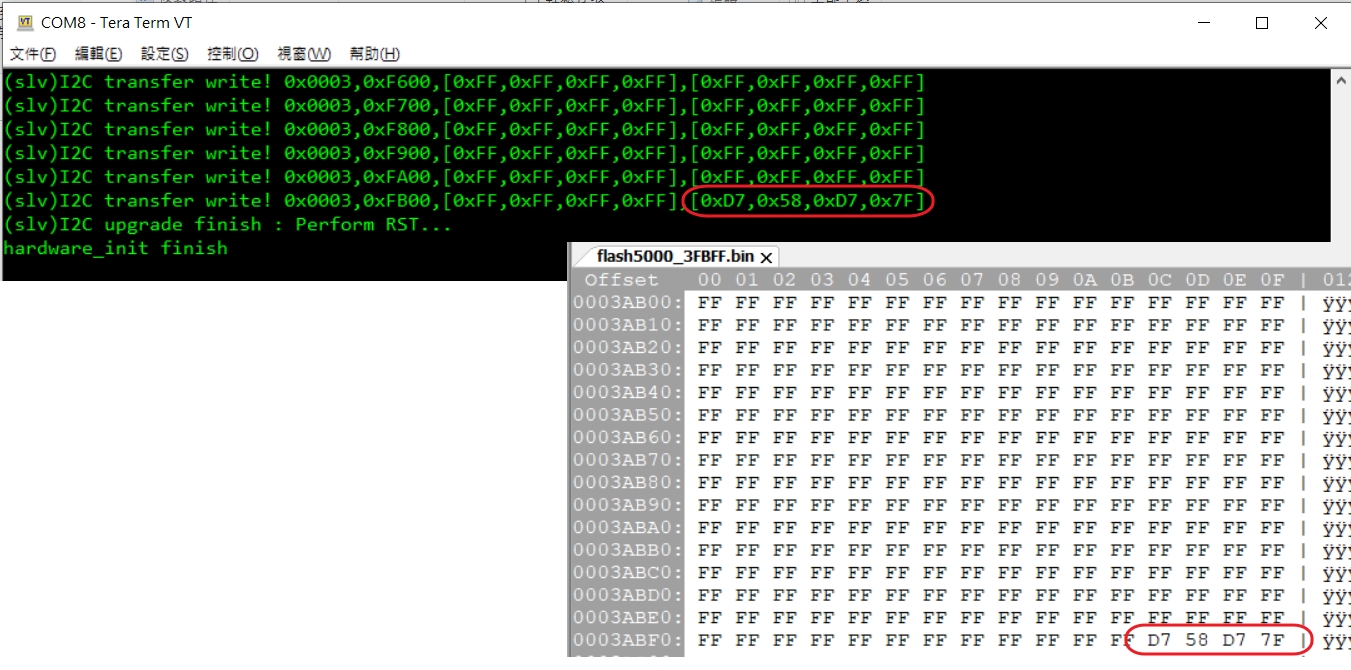 COM8 - Tera Term VT
文件(F) 編輯(E) 設定(S) 控制(O) 視窗(W) 幫助(H)
(slv)I2C transfer write! 0x0003,0xF600,[0xFF,0xFF,0xFF,0xFF],[0xFF,0xFF,0xFF,0xFF]
(slv)I2C transfer write! 0x0003,0xF700,[0xFF,0xFF,0xFF,0xFF],[0xFF,0xFF,0xFF,0xFF]
(slv)I2C transfer write! 0x0003,0xF800,[0xFF,0xFF,0xFF,0xFF],[0xFF,0xFF,0xFF,0xFF]
(slv)I2C transfer write! 0x0003,0xF900,[0xFF,0xFF,0xFF,0xFF],[0xFF,0xFF,0xFF,0xFF]
(slv)I2C transfer write! 0x0003,0xFA00,[0xFF,0xFF,0xFF,0xFF],[0xFF,0xFF,0xFF,0xFF]
(slv)I2C transfer write! 0x0003,0xFB00,[0xFF,0xFF,0xFF,0xFF],[0xD7,0x58,0xD7,0x7F]
(slv)I2C upgrade finish : Perform RST...
hardware_init finish
flash5000_3FBFF.bin
Offset 00 01 02 03 04 05 06 07 08 09 0A 0B 0C 0D 0E 0F | 012
0003AB00: FF FF FF FF FF FF FF FF FF FF FF FF FF FF FF FF | ÿÿ
0003AB10: FF FF FF FF FF FF FF FF FF FF FF FF FF FF FF FF | ÿÿ
0003AB20: FF FF FF FF FF FF FF FF FF FF FF FF FF FF FF FF | ÿÿ
0003AB30: FF FF FF FF FF FF FF FF FF FF FF FF FF FF FF FF | ÿÿ
0003AB40: FF FF FF FF FF FF FF FF FF FF FF FF FF FF FF FF | ÿÿ
0003AB50: FF FF FF FF FF FF FF FF FF FF FF FF FF FF FF FF | ÿÿ
0003AB60: FF FF FF FF FF FF FF FF FF FF FF FF FF FF FF FF | ÿÿ
0003AB70: FF FF FF FF FF FF FF FF FF FF FF FF FF FF FF FF | ÿÿ
0003AB80: FF FF FF FF FF FF FF FF FF FF FF FF FF FF FF FF | ÿÿ
0003AB90: FF FF FF FF FF FF FF FF FF FF FF FF FF FF FF FF | ÿÿ
0003ABA0: FF FF FF FF FF FF FF FF FF FF FF FF FF FF FF FF | ÿÿ
0003ABB0: FF FF FF FF FF FF FF FF FF FF FF FF FF FF FF FF | ÿÿ
0003ABC0: FF FF FF FF FF FF FF FF FF FF FF FF FF FF FF FF | ÿÿ
0003ABD0: FF FF FF FF FF FF FF FF FF FF FF FF FF FF FF FF | ÿÿ
0003ABE0: FF FF FF FF FF FF FF FF FF FF FF FF FF FF FF FF | ÿÿ
0003ABF0: FF FF FF FF FF FF FF FF FF FF FF FF D7 58 D7 7F | ÿÿ